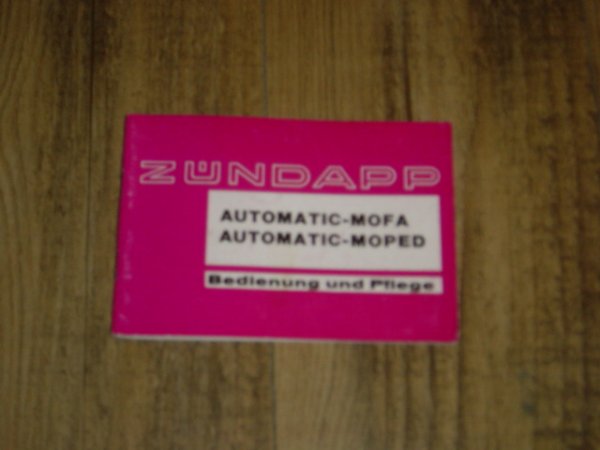 ZÜNDAPP
AUTOMATIC-MOFA
AUTOMATIC-MOPED
Bedienung und Pflege